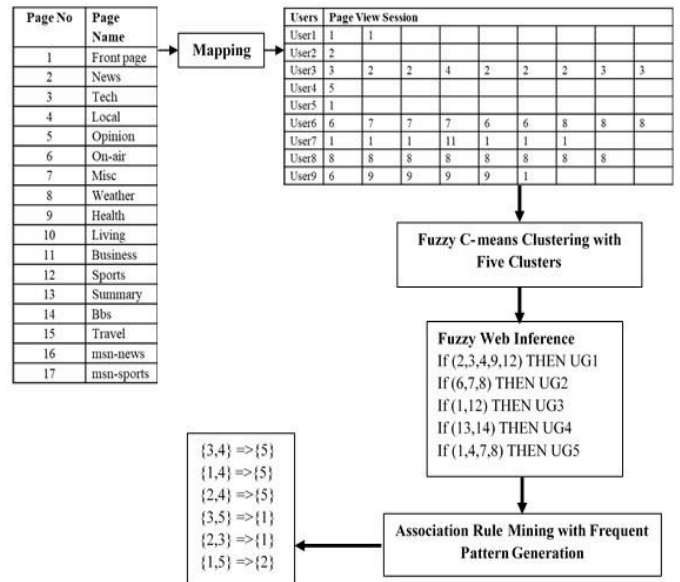 Page No Page Name
1 Front page
2 News
3 Tech
4 Local
5 Opinion
6 On-air
7 Misc
8 Weather
9 Health
10 Living
11 Business
12 Sports
13 Summary
14 Bbs
15 Travel
16 msn-news
17 msn-sports
Mapping
Users Page View Session
User1 1 1
User2 2
User3 3 2 2 4 2 2 2 3 3
User4 5
User5 1
User6 6 7 7 7 6 6 8 8 8
User7 1 1 1 11 1 1 1
User8 8 8 8 8 8 8 8 8
User9 6 9 9 9 9 1
Fuzzy C-means Clustering with
Five Clusters
Fuzzy Web Inference
If (2,3,4,9,12) THEN UG1
If (6,7,8) THEN UG2
If (1,12) THEN UG3
If (13,14) THEN UG4
If (1,4,7,8) THEN UG5
Association Rule Mining with Frequent
Pattern Generation
{3,4} =>{5}
{1,4} =>{5}
{2,4} =>{5}
{3,5} =>{1}
{2,3} =>{1}
{1,5} =>{2}